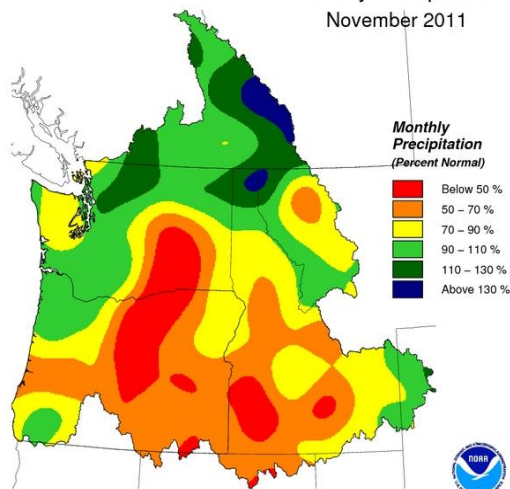 November 2011
Monthly
Precipitation
(Percent Normal)
Below 50 %
50 – 70 %
70 – 90 %
90 – 110 %
110 – 130 %
Above 130 %
NOAA